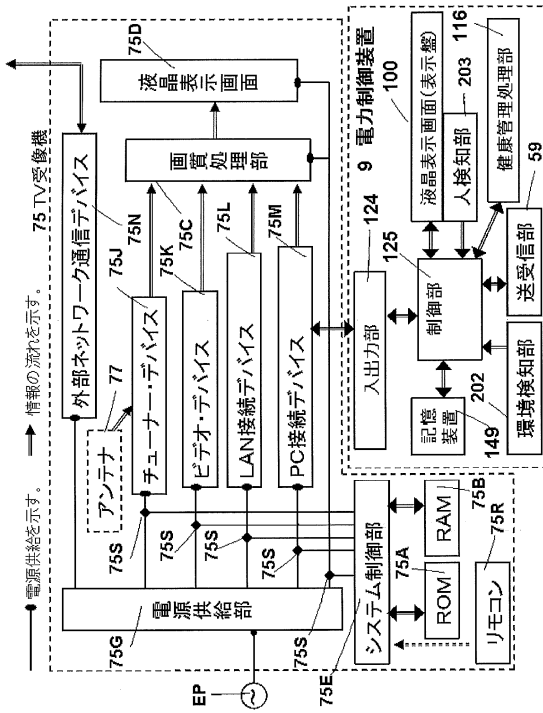 電源供給を示す。
情報の流れを示す。
75 TV受像機
外部ネットワーク通信デバイス
75N
アンテナ
77
チューナー・デバイス
75J
ビデオ・デバイス
75K
LAN接続デバイス
75L
PC接続デバイス
75M
画質処理部
75C
液晶表示画面
75D
75S
75S
75S
75S
75S
電源供給部
75G
EP
システム制御部
75E
ROM
75A
RAM
75B
リモコン
75R
9 電力制御装置
入出力部
124
制御部
125
液晶表示画面(表示盤)
100
人検知部
203
健康管理処理部
116
記憶
装置
149
環境検知部
202
送受信部
59